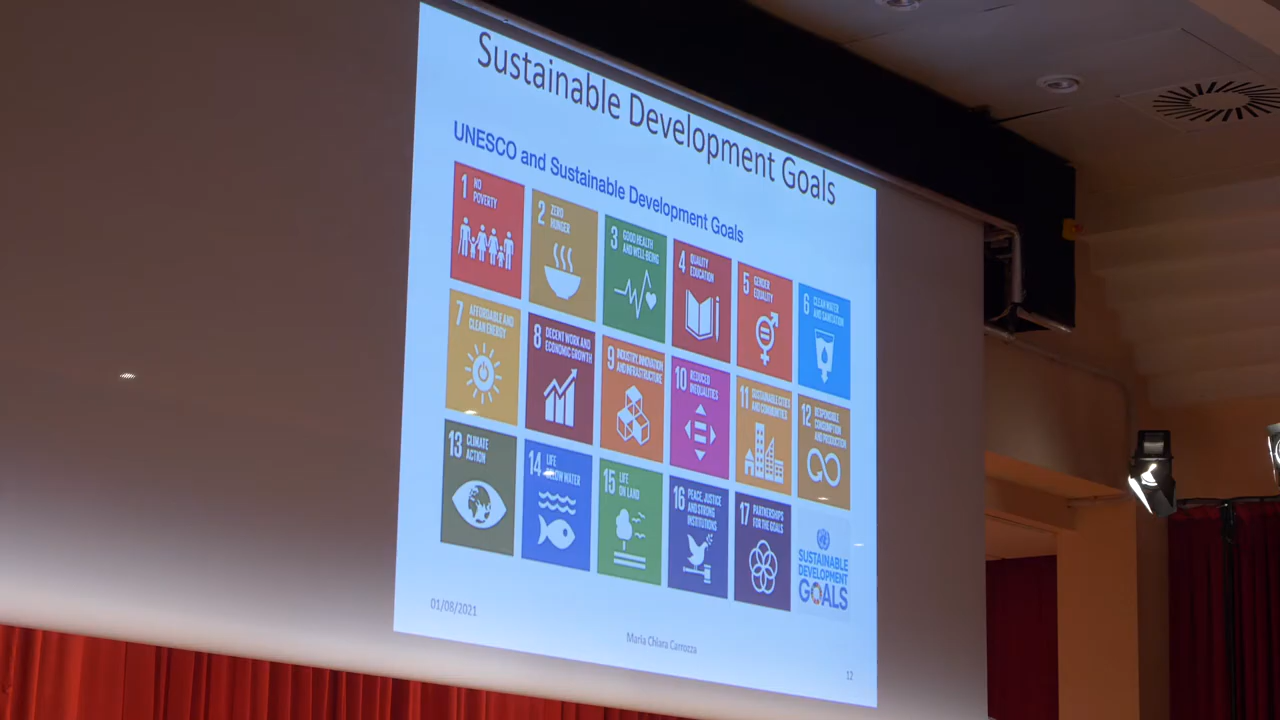 Sustainable Development Goals
UNESCO and Sustainable Development Goals
1 NO
POVERTY
2 ZERO
HUNGER
3 GOOD HEALTH
AND WELL-BEING
4 QUALITY
EDUCATION
5 GENDER
EQUALITY
6 CLEAN WATER
AND SANITATION
7 AFFORDABLE AND
CLEAN ENERGY
8 DECENT WORK AND
ECONOMIC GROWTH
9 INDUSTRY, INNOVATION
AND INFRASTRUCTURE
10 REDUCED
INEQUALITIES
11 SUSTAINABLE CITIES
AND COMMUNITIES
12 RESPONSIBLE
CONSUMPTION
AND PRODUCTION
13 CLIMATE
ACTION
14 LIFE
BELOW WATER
15 LIFE
ON LAND
16 PEACE, JUSTICE
AND STRONG
INSTITUTIONS
17 PARTNERSHIPS
FOR THE GOALS
SUSTAINABLE
DEVELOPMENT
GOALS
01/08/2021
Maria Chiara Carrozza
12